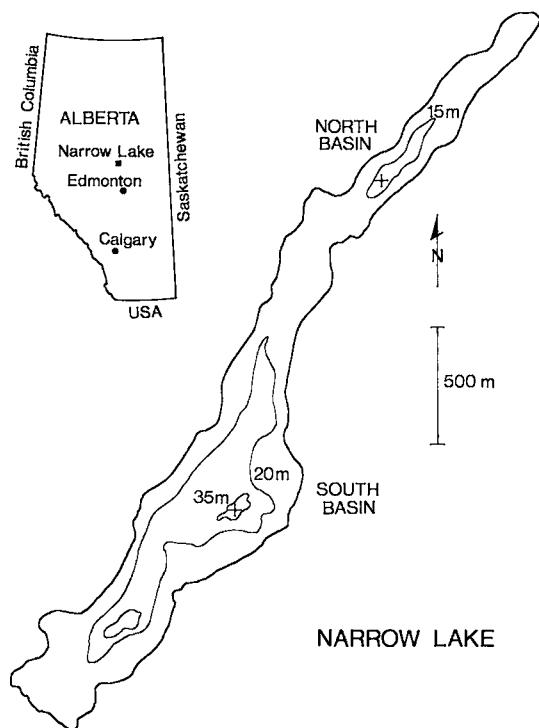 British Columbia
ALBERTA
Narrow Lake
Edmonton
Calgary
Saskatchewan
USA
NORTH
BASIN
15m
N
500 m
20m
35m
SOUTH
BASIN
NARROW LAKE